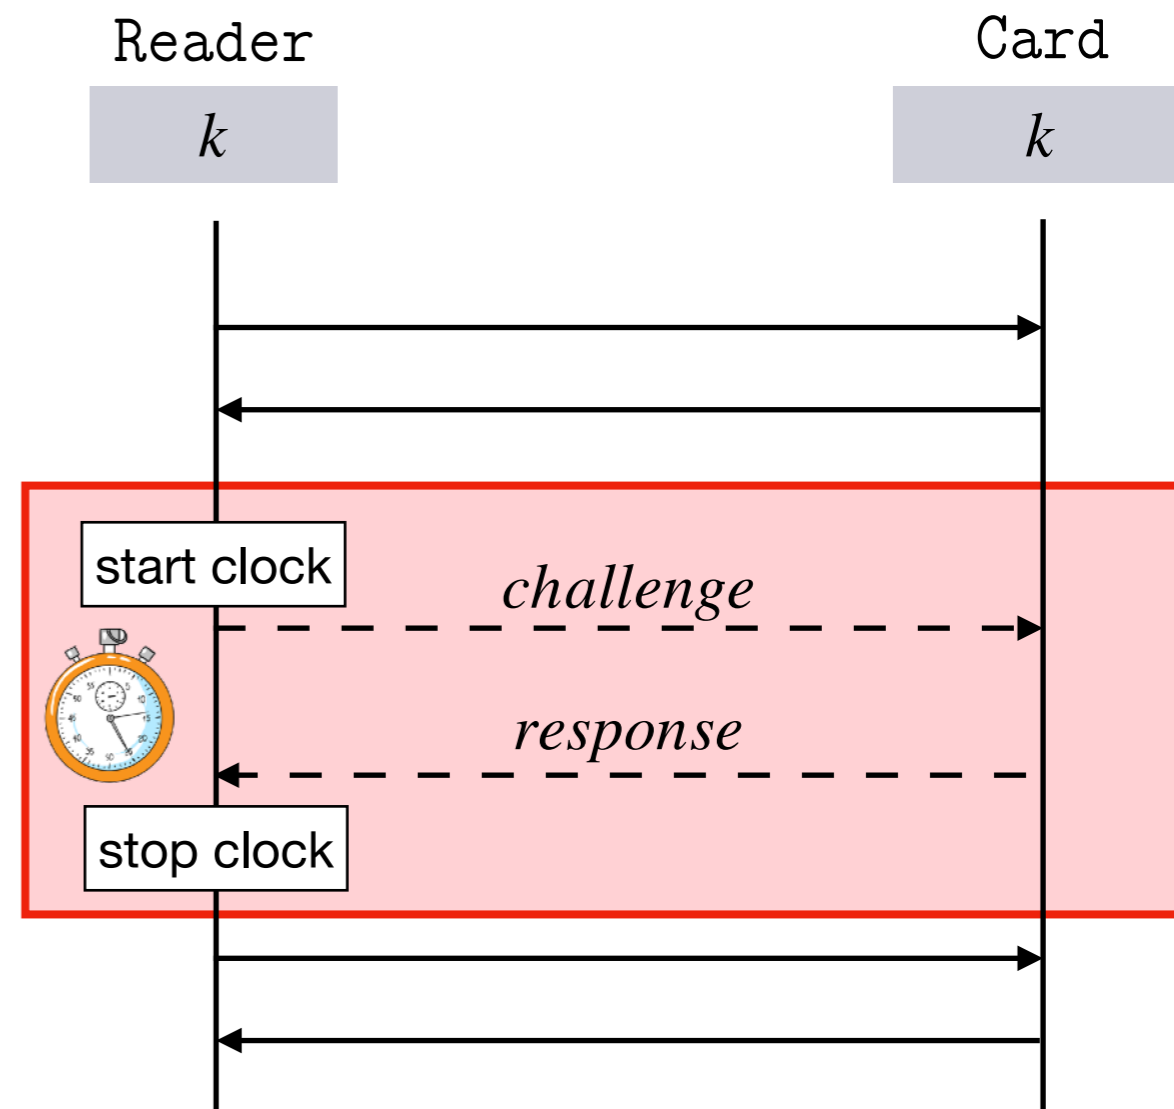 Reader Card
k k
start clock
challenge
response
stop clock